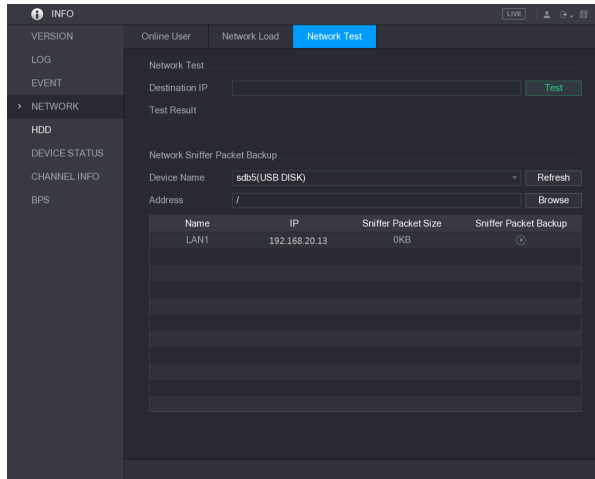 INFO
LIVE
VERSION
LOG
EVENT
NETWORK
HDD
DEVICE STATUS
CHANNEL INFO
BPS
Online User Network Load Network Test
Network Test
Destination IP Test
Test Result
Network Sniffer Packet Backup
Device Name sdb5(USB DISK) Refresh
Address / Browse
Name IP Sniffer Packet Size Sniffer Packet Backup
LAN1 192.168.20.13 0KB